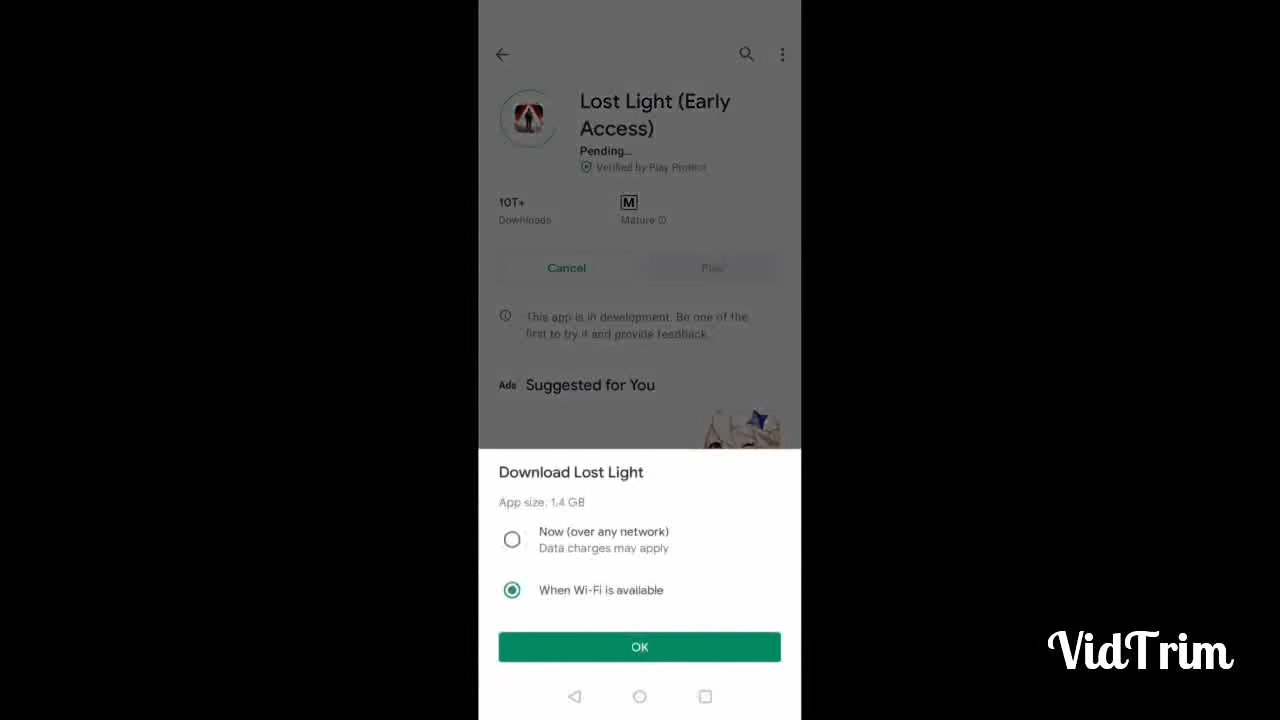 Lost Light (Early
Access)
Pending...
Verified by Play Protect
10T+
M
Downloads
Mature
Cancel
Play
This app is in development. Be one of the
first to try it and provide feedback.
Ads Suggested for You
Download Lost Light
App size: 1.4 GB
Now (over any network)
Data charges may apply
When Wi-Fi is available
OK
VidTrim